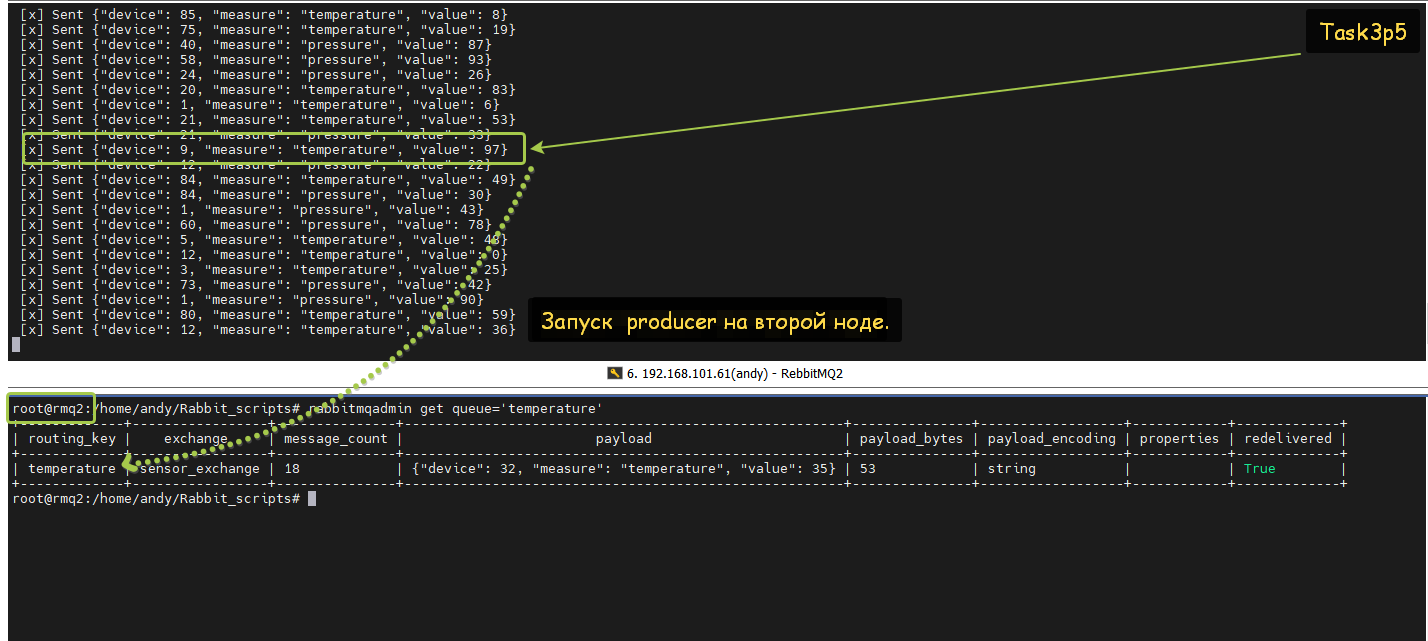 [x] Sent {"device": 85, "measure": "temperature", "value": 8}
[x] Sent {"device": 75, "measure": "temperature", "value": 19}
[x] Sent {"device": 40, "measure": "pressure", "value": 87}
[x] Sent {"device": 58, "measure": "pressure", "value": 93}
[x] Sent {"device": 24, "measure": "pressure", "value": 26}
[x] Sent {"device": 20, "measure": "temperature", "value": 83}
[x] Sent {"device": 1, "measure": "temperature", "value": 6}
[x] Sent {"device": 21, "measure": "temperature", "value": 53}
[x] Sent {"device": 21, "measure": "pressure", "value": 33}
[x] Sent {"device": 9, "measure": "temperature", "value": 97}
[x] Sent {"device": 12, "measure": "pressure", "value": 22}
[x] Sent {"device": 84, "measure": "temperature", "value": 49}
[x] Sent {"device": 84, "measure": "pressure", "value": 30}
[x] Sent {"device": 1, "measure": "pressure", "value": 43}
[x] Sent {"device": 60, "measure": "pressure", "value": 78}
[x] Sent {"device": 5, "measure": "temperature", "value": 48}
[x] Sent {"device": 12, "measure": "temperature", "value": 0}
[x] Sent {"device": 3, "measure": "temperature", "value": 25}
[x] Sent {"device": 73, "measure": "pressure", "value": 42}
[x] Sent {"device": 1, "measure": "pressure", "value": 90}
[x] Sent {"device": 80, "measure": "temperature", "value": 59}
[x] Sent {"device": 12, "measure": "temperature", "value": 36}
Task3p5
Запуск producer на второй ноде.
6. 192.168.101.61(andy) - RebbitMQ2
root@rmq2:/home/andy/Rabbit_scripts# rabbitmqadmin get queue='temperature'
| routing_key | exchange | message_count | payload | payload_bytes | payload_encoding | properties | redelivered |
| temperature | sensor_exchange | 18 | {"device": 32, "measure": "temperature", "value": 35} | 53 | string | | True |
root@rmq2:/home/andy/Rabbit_scripts#